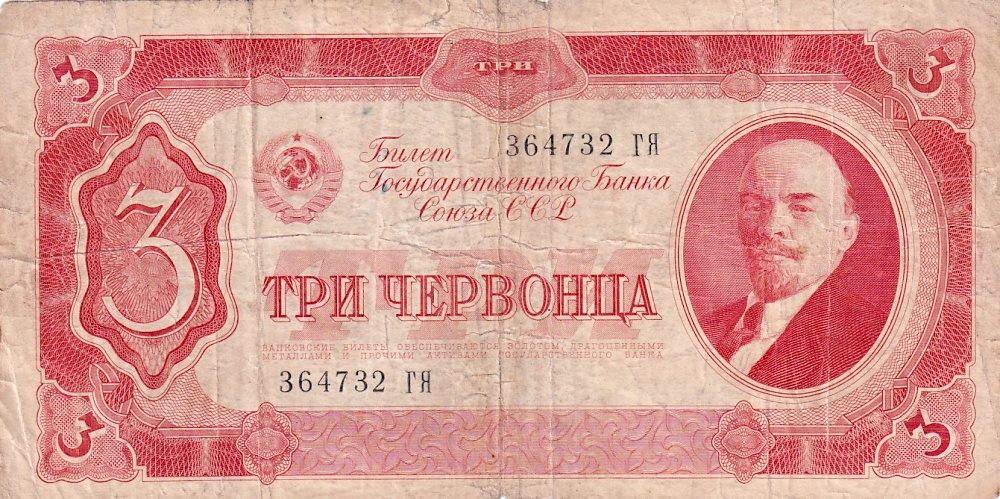 3 ТРИ 3
364732 ГЯ
Билет
Государственного Банка
Союза ССР
3
ТРИ
ТРИ ЧЕРВОНЦА
БАНКОВСКИЕ БИЛЕТЫ ОБЕСПЕЧИВАЮТСЯ ЗОЛОТОМ, ДРАГОЦЕННЫМИ
МЕТАЛЛАМИ И ПРОЧИМИ АКТИВАМИ ГОСУДАРСТВЕННОГО БАНКА
364732 ГЯ
3 3